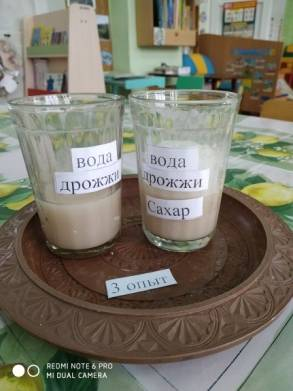 вода
дрожжи
вода
дрожжи
Сахар
3 опыт
REDMI NOTE 6 PRO
MI DUAL CAMERA